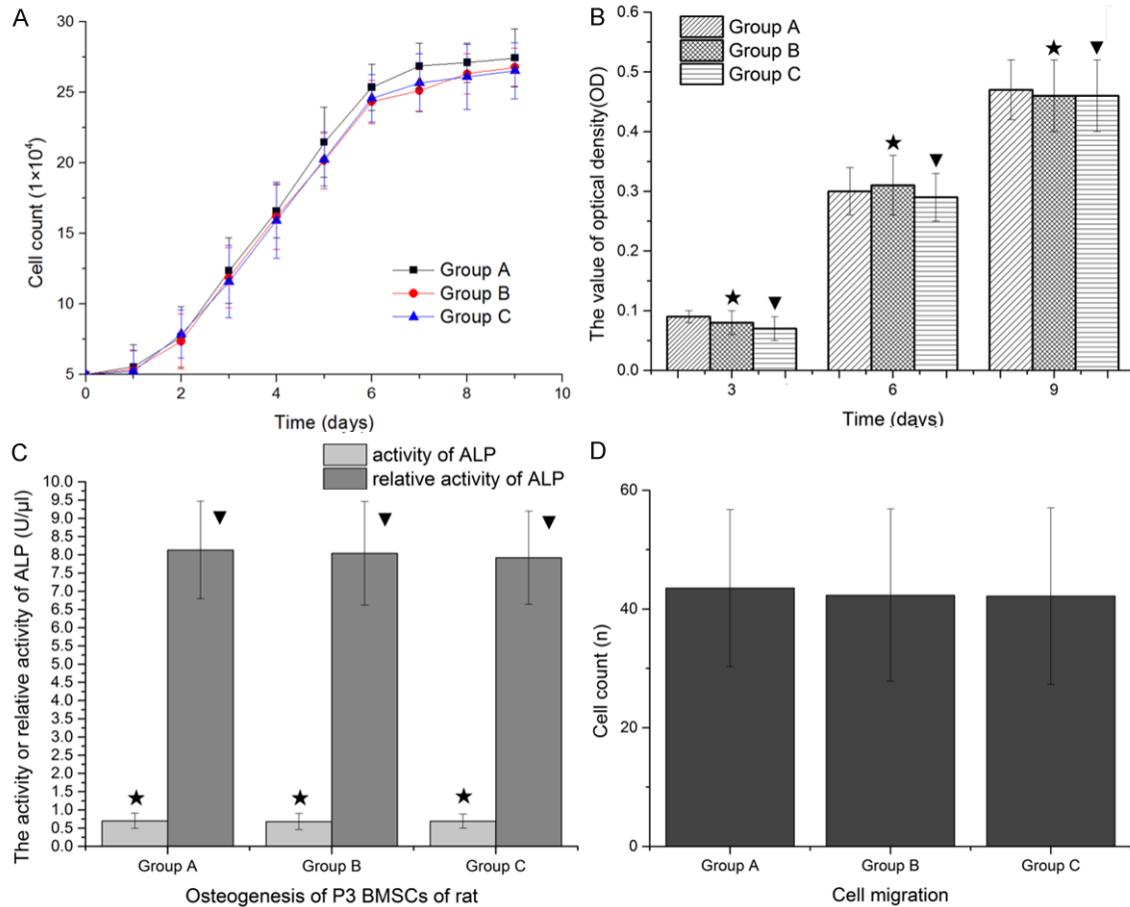 A
Cell count (1×10⁴)
30
25
20
15
10
5
0
2
4
6
8
10
Time (days)
Group A
Group B
Group C
B
The value of optical density(OD)
0.6
0.5
0.4
0.3
0.2
0.1
0.0
3
6
9
Time (days)
Group A
Group B
Group C
C
The activity or relative activity of ALP (U/μl)
activity of ALP
relative activity of ALP
10.0
9.5
9.0
8.5
8.0
7.5
7.0
6.5
6.0
5.5
5.0
4.5
4.0
3.5
3.0
2.5
2.0
1.5
1.0
0.5
0.0
Group A
Group B
Group C
Osteogenesis of P3 BMSCs of rat
D
Cell count (n)
60
40
20
0
Group A
Group B
Group C
Cell migration